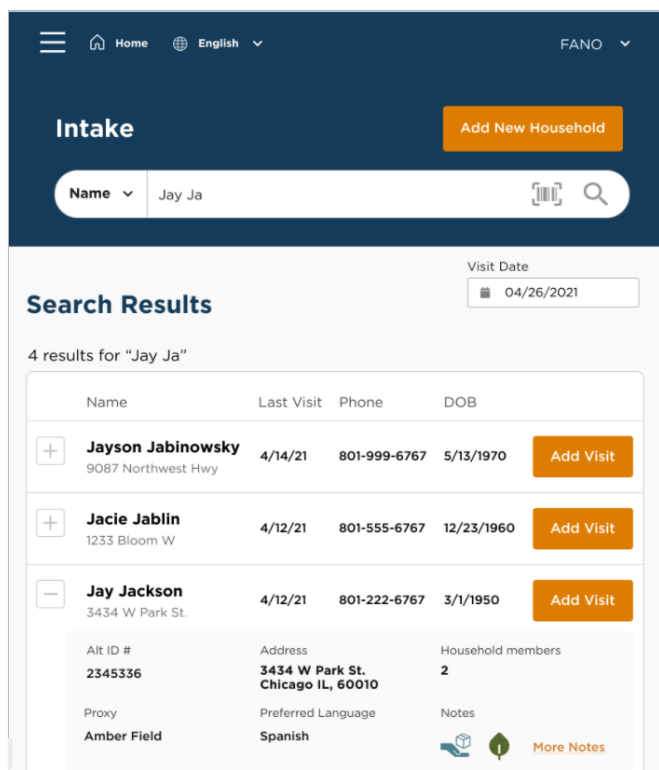 Home English FANO
Intake Add New Household
Name Jay Ja
Visit Date
04/26/2021
Search Results
4 results for “Jay Ja”
Name Last Visit Phone DOB
Jayson Jabinowsky 4/14/21 801-999-6767 5/13/1970 Add Visit
9087 Northwest Hwy
Jacie Jablin 4/12/21 801-555-6767 12/23/1960 Add Visit
1233 Bloom W
Jay Jackson 4/12/21 801-222-6767 3/1/1950 Add Visit
3434 W Park St.
Alt ID # Address Household members
2345336 3434 W Park St. 2
Chicago IL, 60010
Proxy Preferred Language Notes
Amber Field Spanish More Notes